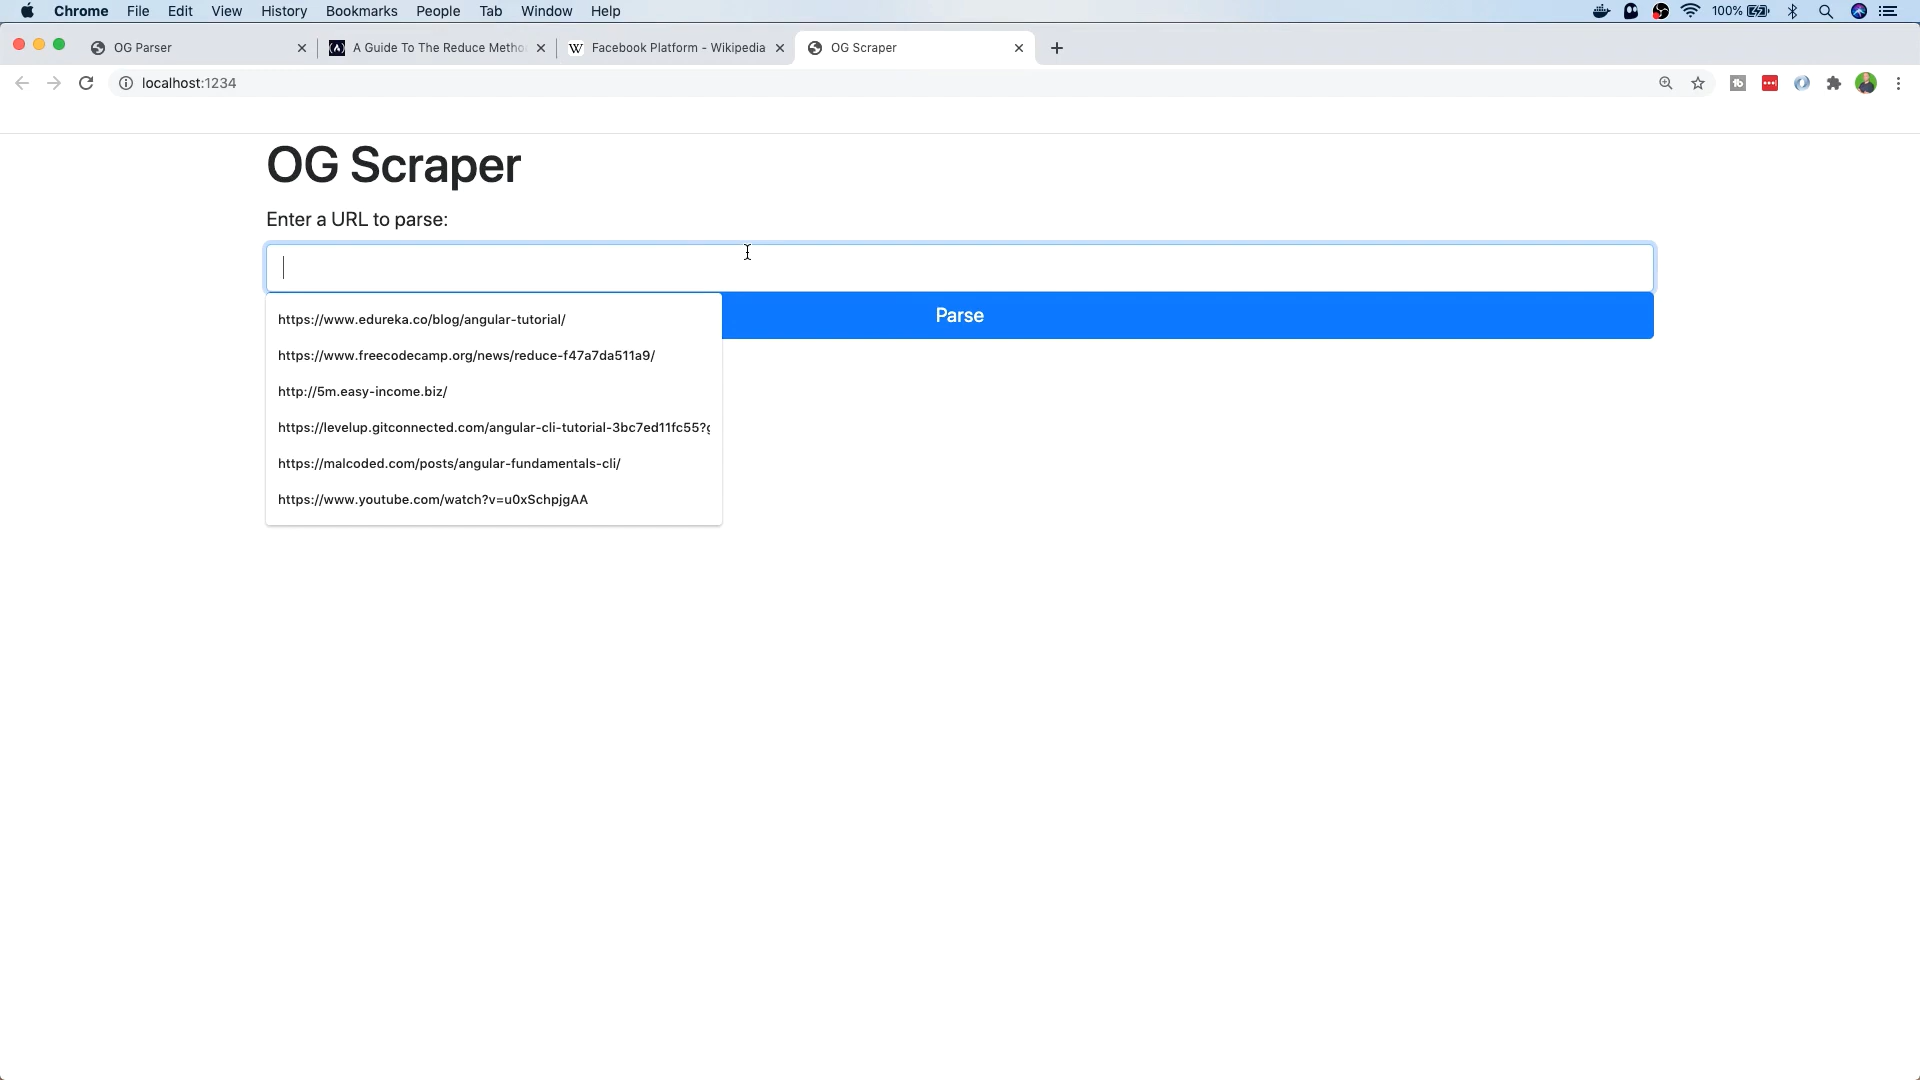 Chrome File Edit View History Bookmarks People Tab Window Help 100%
OG Parser A Guide To The Reduce Metho Facebook Platform - Wikipedia OG Scraper
localhost:1234
OG Scraper
Enter a URL to parse:
Parse
https://www.edureka.co/blog/angular-tutorial/
https://www.freecodecamp.org/news/reduce-f47a7da511a9/
http://5m.easy-income.biz/
https://levelup.gitconnected.com/angular-cli-tutorial-3bc7ed11fc55?g
https://malcoded.com/posts/angular-fundamentals-cli/
https://www.youtube.com/watch?v=u0xSchpjgAA